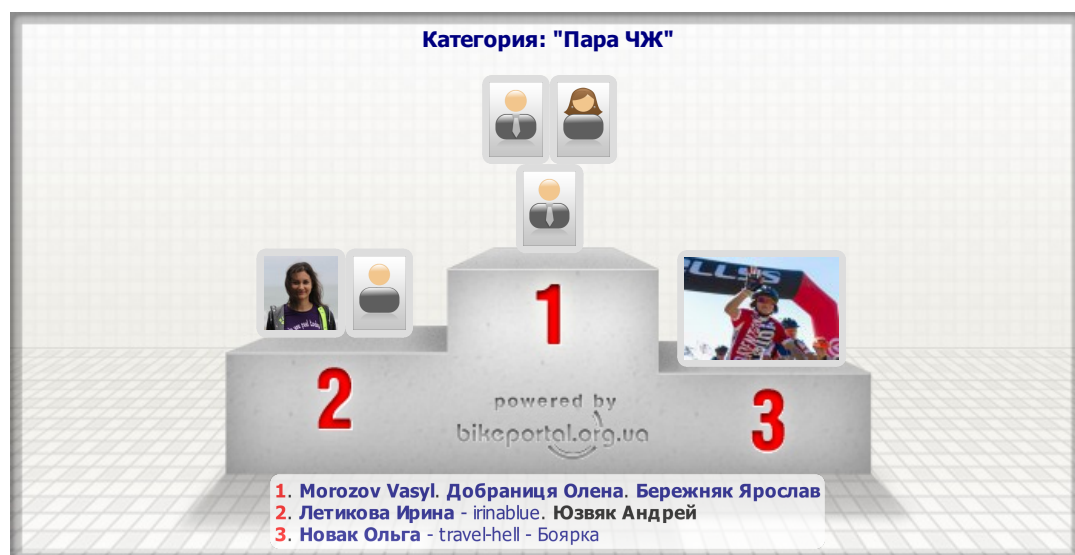 Категория: "Пара ЧЖ"
LLYS
1
2
3
powered by
bikeportal.org.ua
1. Morozov Vasyl. Добраниця Олена. Бережняк Ярослав
2. Летикова Ирина - irinablue. Юзвяк Андрей
3. Новак Ольга - travel-hell - Боярка